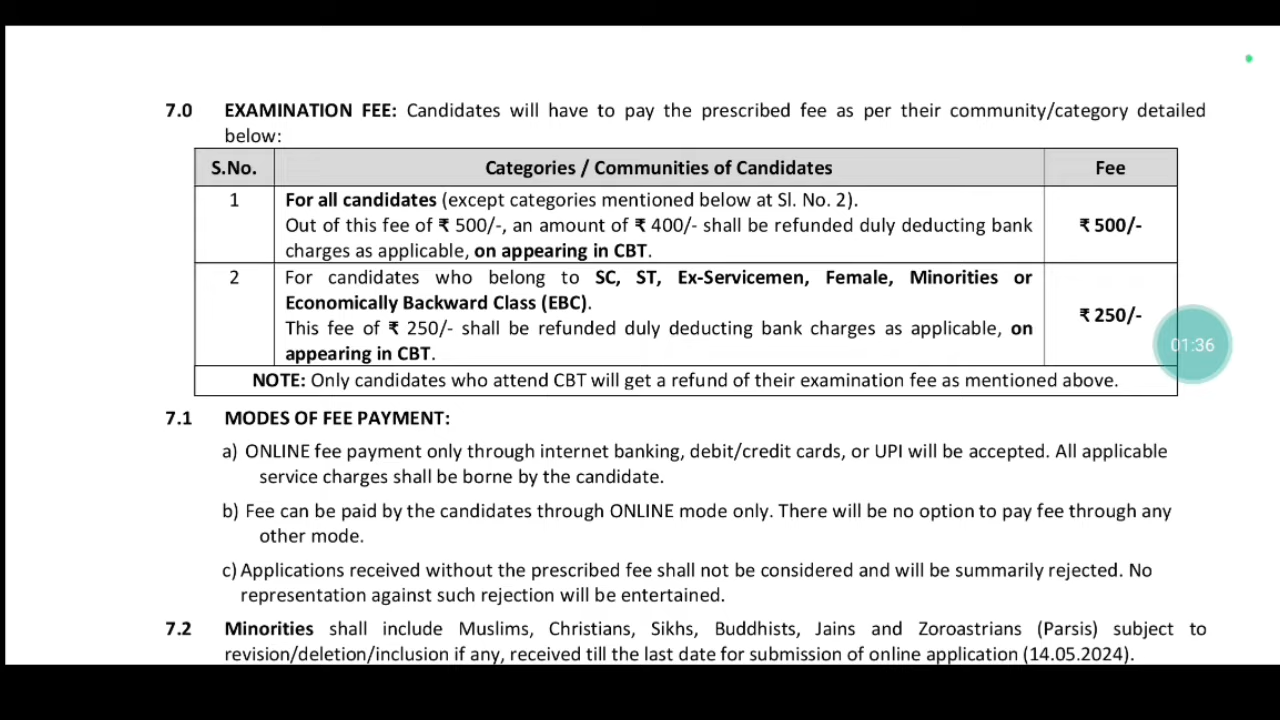 7.0 EXAMINATION FEE: Candidates will have to pay the prescribed fee as per their community/category detailed
below:
S.No. Categories / Communities of Candidates Fee
1 For all candidates (except categories mentioned below at Sl. No. 2).
Out of this fee of ₹ 500/-, an amount of ₹ 400/- shall be refunded duly deducting bank ₹ 500/-
charges as applicable, on appearing in CBT.
2 For candidates who belong to SC, ST, Ex-Servicemen, Female, Minorities or
Economically Backward Class (EBC).
₹ 250/-
This fee of ₹ 250/- shall be refunded duly deducting bank charges as applicable, on
01:36
appearing in CBT.
NOTE: Only candidates who attend CBT will get a refund of their examination fee as mentioned above.
7.1 MODES OF FEE PAYMENT:
a) ONLINE fee payment only through internet banking, debit/credit cards, or UPI will be accepted. All applicable
service charges shall be borne by the candidate.
b) Fee can be paid by the candidates through ONLINE mode only. There will be no option to pay fee through any
other mode.
c) Applications received without the prescribed fee shall not be considered and will be summarily rejected. No
representation against such rejection will be entertained.
7.2 Minorities shall include Muslims, Christians, Sikhs, Buddhists, Jains and Zoroastrians (Parsis) subject to
revision/deletion/inclusion if any, received till the last date for submission of online application (14.05.2024).